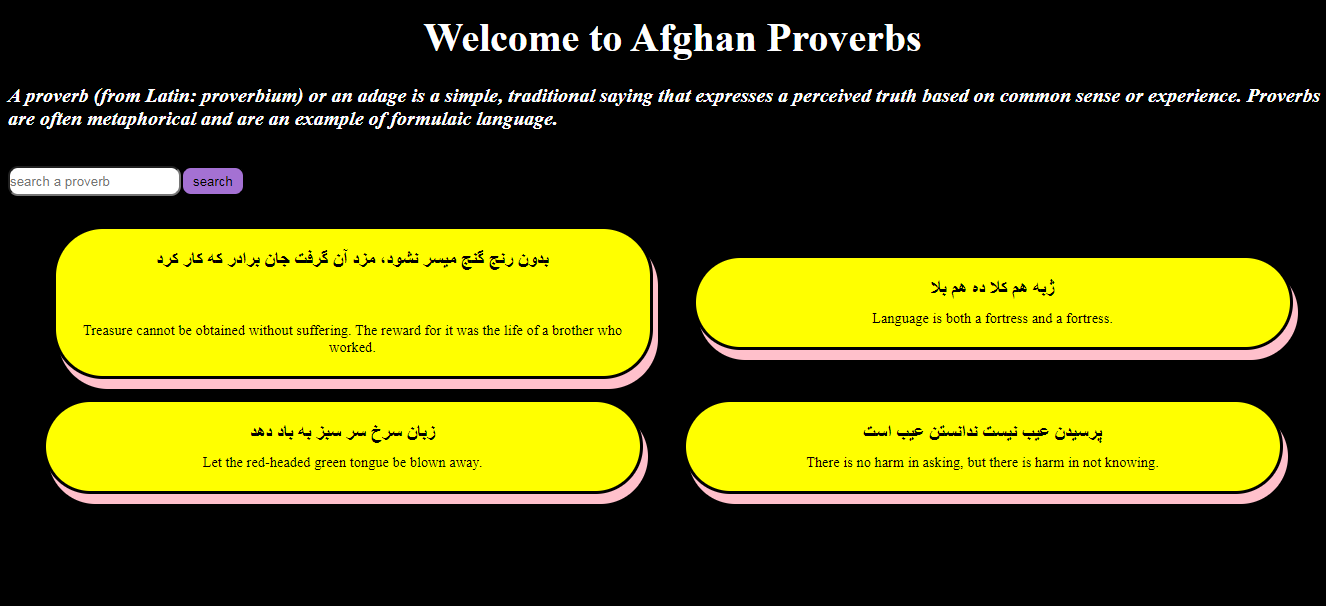 Welcome to Afghan Proverbs
A proverb (from Latin: proverbium) or an adage is a simple, traditional saying that expresses a perceived truth based on common sense or experience. Proverbs
are often metaphorical and are an example of formulaic language.
search a proverb
search
بدون رنج گنج میسر نشود، مزد آن گرفت جان برادر که کار کرد
Treasure cannot be obtained without suffering. The reward for it was the life of a brother who
worked.
ژبه هم کلا ده هم بلا
Language is both a fortress and a fortress.
زبان سرخ سر سبز به باد دهد
Let the red-headed green tongue be blown away.
پرسیدن عیب نیست ندانستن عیب است
There is no harm in asking, but there is harm in not knowing.